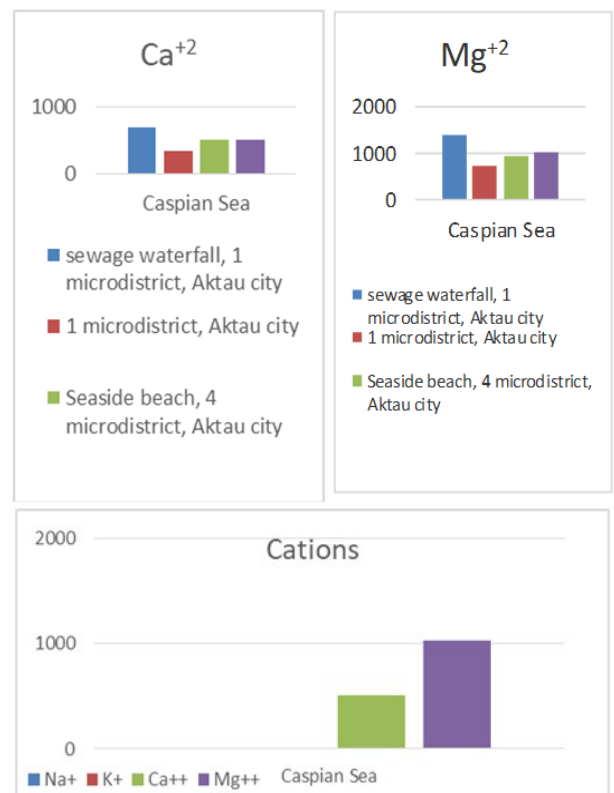 Ca+2
1000
0
Caspian Sea
sewage waterfall, 1
microdistrict, Aktau city
1 microdistrict, Aktau city
Seaside beach, 4
microdistrict, Aktau city
Mg+2
2000
1000
0
Caspian Sea
sewage waterfall, 1
microdistrict, Aktau city
1 microdistrict, Aktau city
Seaside beach, 4 microdistrict,
Aktau city
Cations
2000
1000
0
Na+ K+ Ca++ Mg++ Caspian Sea